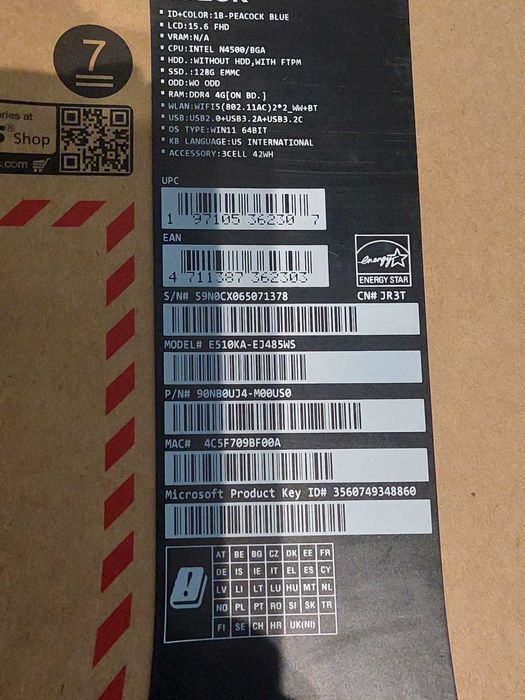 • ID+COLOR:1B-PEACOCK BLUE
• LCD:15.6 FHD
• VRAM:N/A
• CPU:INTEL N4500/BGA
• HDD.:WITHOUT HDD,WITH FTPM
• SSD.:128G EMMC
• ODD:WO ODD
• RAM:DDR4 4G[ON BD.]
• WLAN:WIFI5(802.11AC)2*2_WW+BT
• USB:USB2.0+USB3.2A+USB3.2C
• OS TYPE:WIN11 64BIT
• KB LANGUAGE:US INTERNATIONAL
• ACCESSORY:3CELL 42WH
7
ries at
® Shop
s.com
UPC
1 97105 36230 7
EAN
4 711387 362303
energy
ENERGY STAR
S/N# S9N0CX065071378
CN# JR3T
MODEL# E510KA-EJ485WS
P/N# 90NB0UJ4-M00US0
MAC# 4C5F709BF00A
Microsoft Product Key ID# 3560749348860
AT BE BG CZ DK EE FR
DE IS IE IT EL ES CY
LV LI LT LU HU MT NL
NO PL PT RO SI SK TR
FI SE CH HR UK(NI)